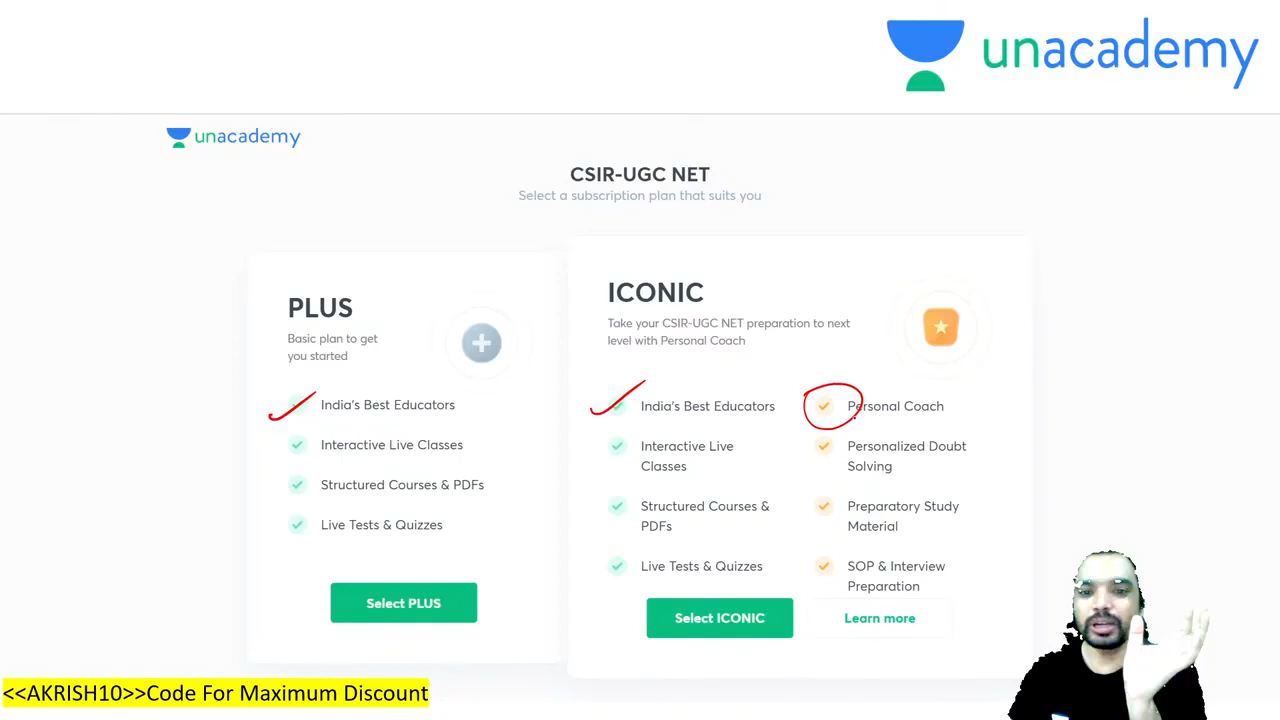 unacademy
unacademy
CSIR-UGC NET
Select a subscription plan that suits you
PLUS
Basic plan to get
you started
India's Best Educators
Interactive Live Classes
Structured Courses & PDFs
Live Tests & Quizzes
Select PLUS
ICONIC
Take your CSIR-UGC NET preparation to next
level with Personal Coach
India's Best Educators
Interactive Live
Classes
Structured Courses &
PDFs
Live Tests & Quizzes
Personal Coach
Personalized Doubt
Solving
Preparatory Study
Material
SOP & Interview
Preparation
Select ICONIC
Learn more
<<AKRISH10>>Code For Maximum Discount